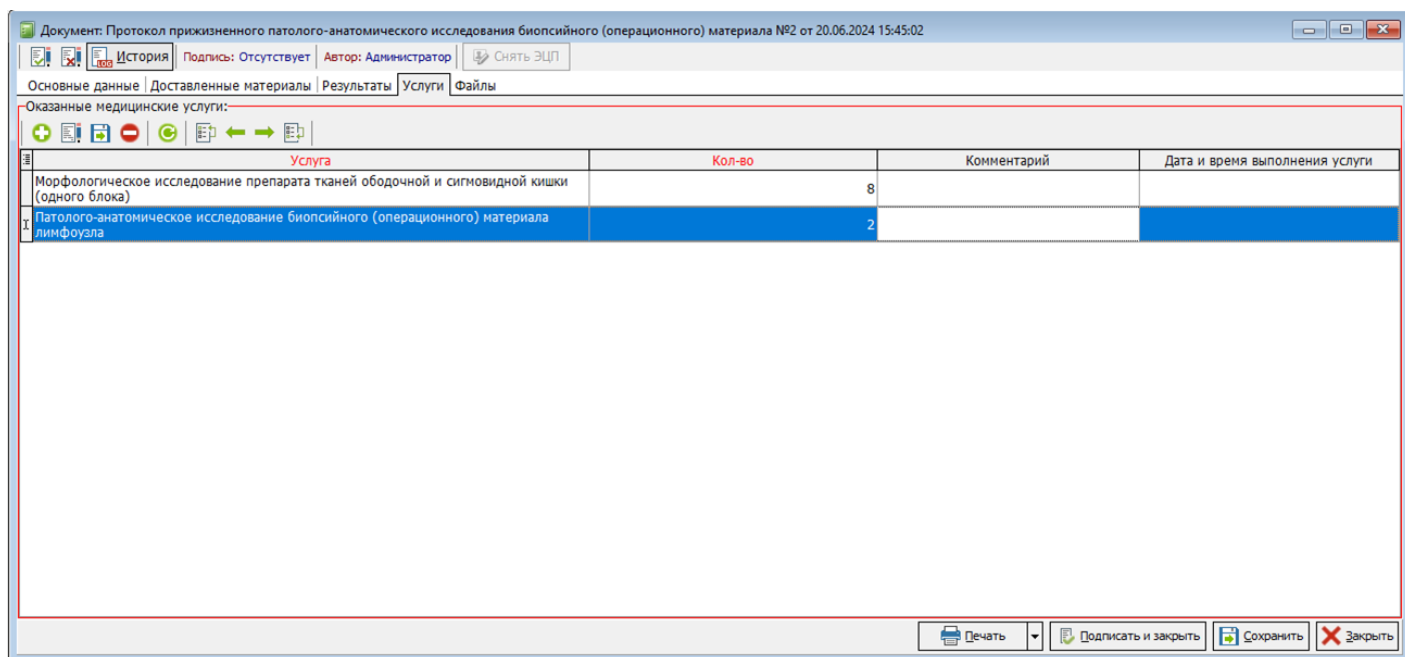 Документ: Протокол прижизненного патолого-анатомического исследования биопсийного (операционного) материала №2 от 20.06.2024 15:45:02
LOG История Подпись: Отсутствует Автор: Администратор Снять ЭЦП
Основные данные Доставленные материалы Результаты Услуги Файлы
Оказанные медицинские услуги:
Услуга Кол-во Комментарий Дата и время выполнения услуги
Морфологическое исследование препарата тканей ободочной и сигмовидной кишки
(одного блока) 8
Патолого-анатомическое исследование биопсийного (операционного) материала
лимфоузла 2
Печать Подписать и закрыть Сохранить Закрыть